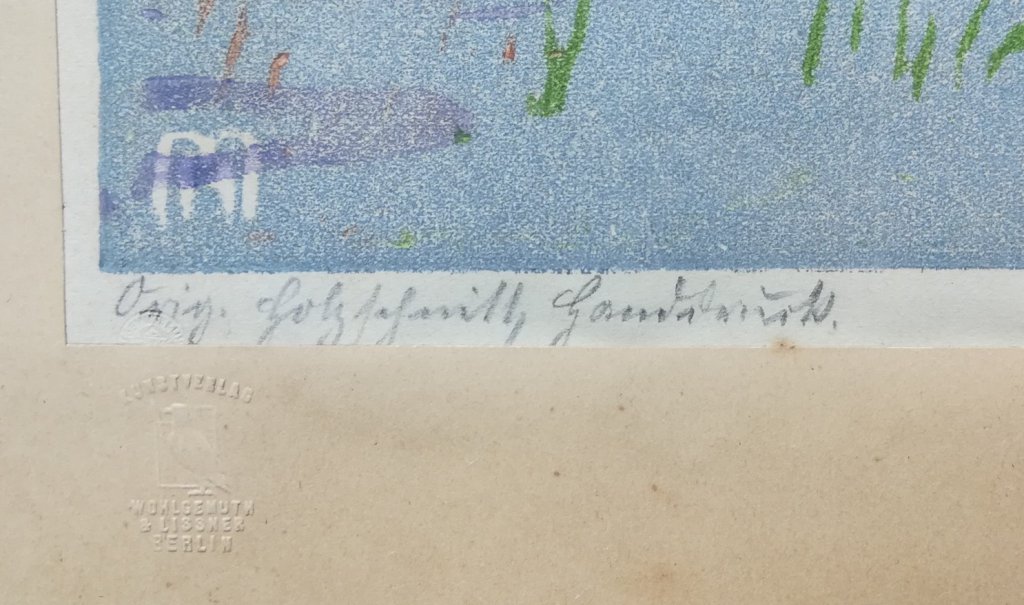 Orig. Holzschnitt, Handdruck.
KUNSTVERLAG
WOHLGEMUTH
& LISSNER
BERLIN